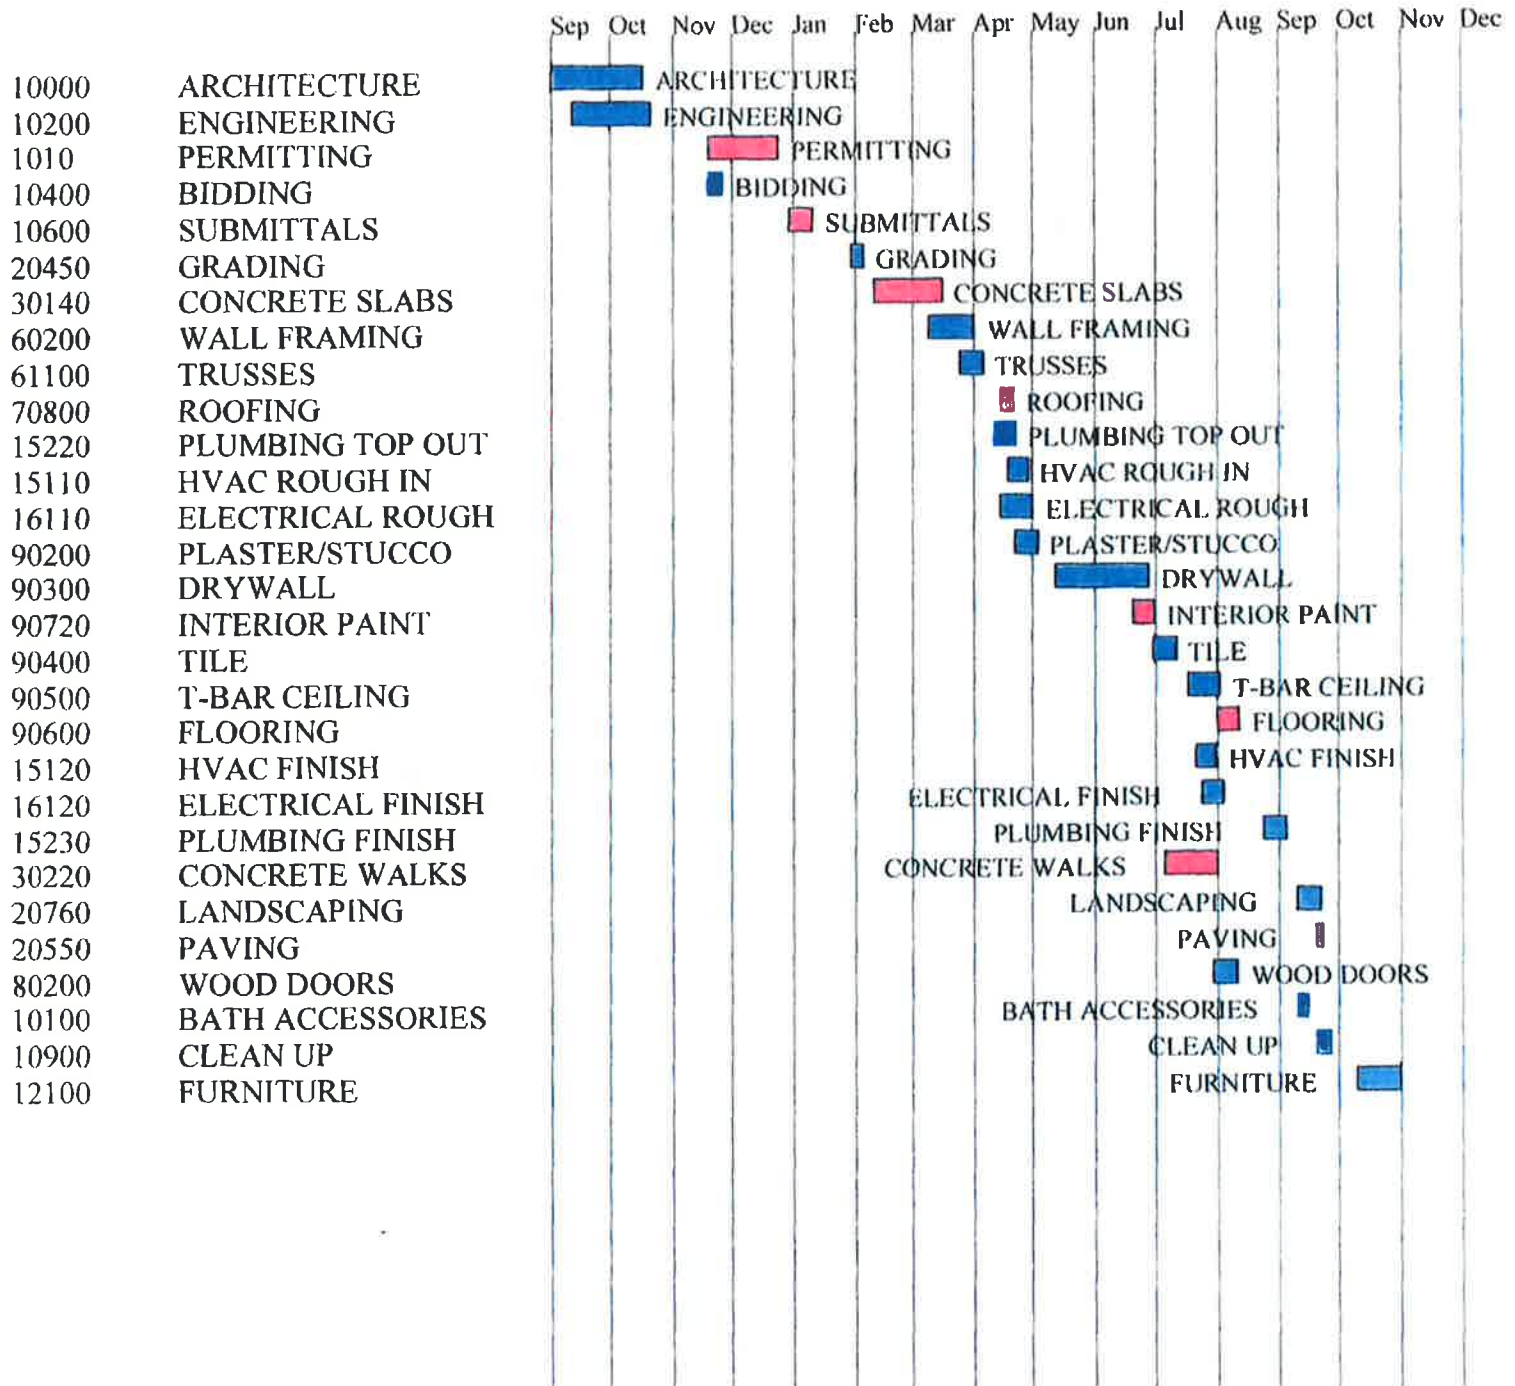 Sep Oct Nov Dec Jan Feb Mar Apr May Jun Jul Aug Sep Oct Nov Dec
10000 ARCHITECTURE ARCHITECTURE
10200 ENGINEERING ENGINEERING
1010 PERMITTING PERMITTING
10400 BIDDING BIDDING
10600 SUBMITTALS SUBMITTALS
20450 GRADING GRADING
30140 CONCRETE SLABS CONCRETE SLABS
60200 WALL FRAMING WALL FRAMING
61100 TRUSSES TRUSSES
70800 ROOFING ROOFING
15220 PLUMBING TOP OUT PLUMBING TOP OUT
15110 HVAC ROUGH IN HVAC ROUGH IN
16110 ELECTRICAL ROUGH ELECTRICAL ROUGH
90200 PLASTER/STUCCO PLASTER/STUCCO
90300 DRYWALL DRYWALL
90720 INTERIOR PAINT INTERIOR PAINT
90400 TILE TILE
90500 T-BAR CEILING T-BAR CEILING
90600 FLOORING FLOORING
15120 HVAC FINISH HVAC FINISH
16120 ELECTRICAL FINISH ELECTRICAL FINISH
15230 PLUMBING FINISH PLUMBING FINISH
30220 CONCRETE WALKS CONCRETE WALKS
20760 LANDSCAPING LANDSCAPING
20550 PAVING PAVING
80200 WOOD DOORS WOOD DOORS
10100 BATH ACCESSORIES BATH ACCESSORIES
10900 CLEAN UP CLEAN UP
12100 FURNITURE FURNITURE